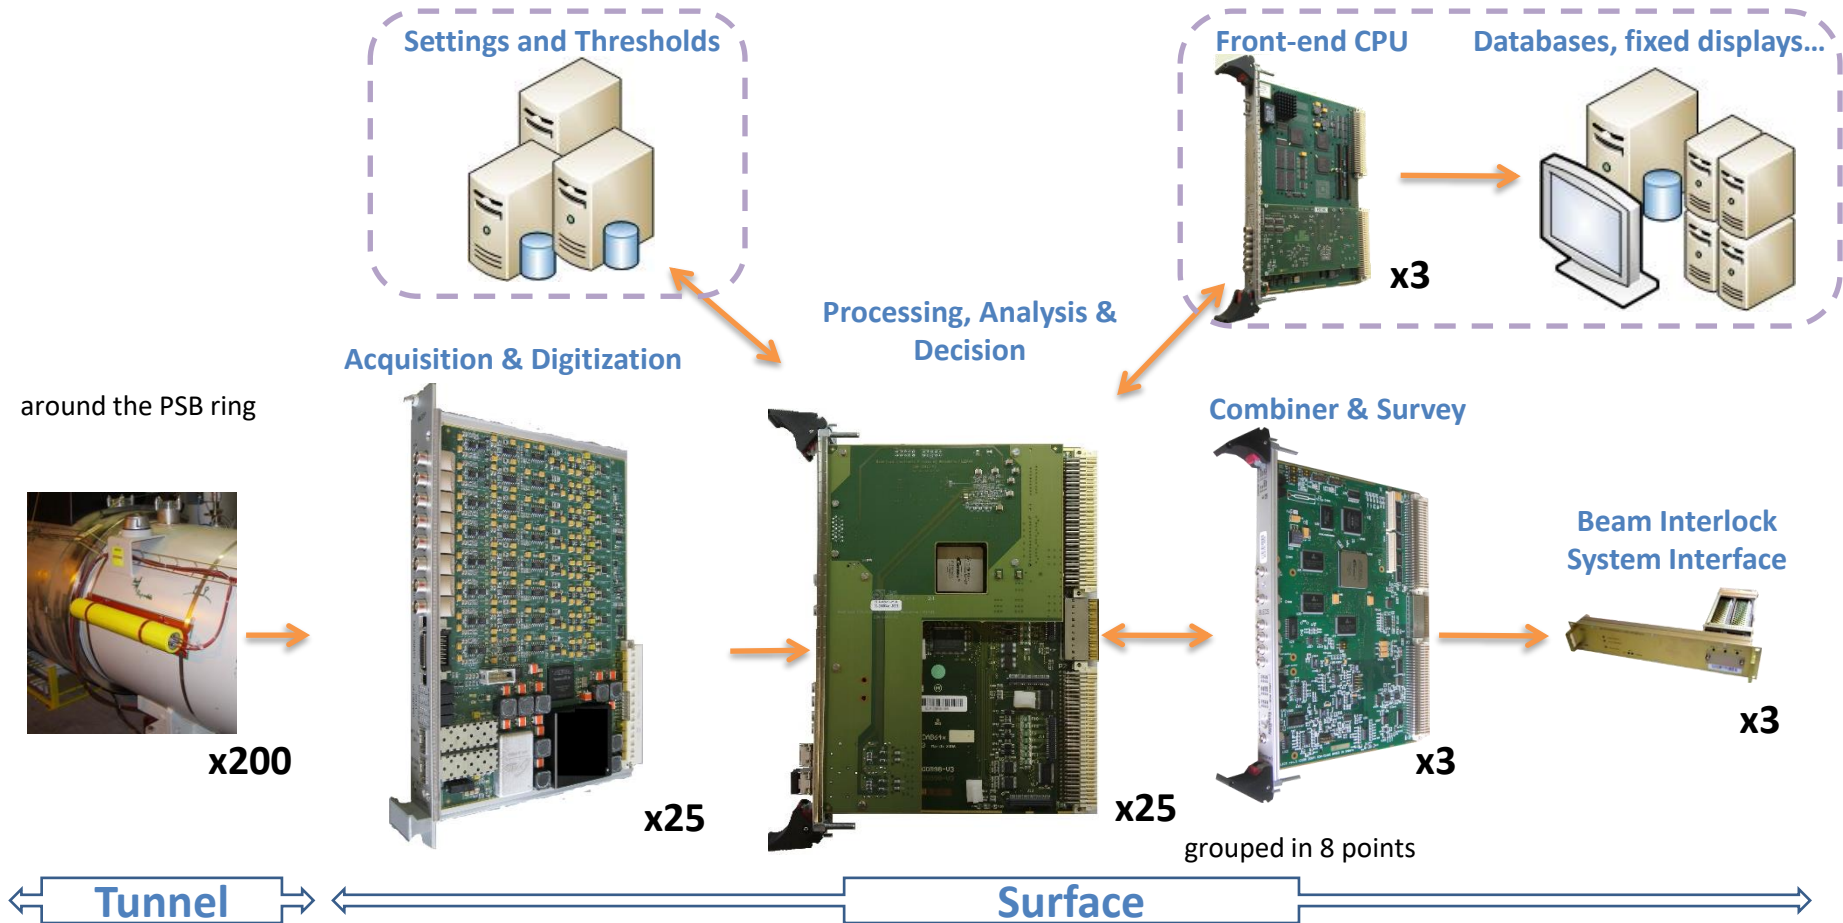 Settings and Thresholds
Front-end CPU
Databases, fixed displays...
x3
Processing, Analysis &
Decision
Acquisition & Digitization
around the PSB ring
Combiner & Survey
Beam Interlock
System Interface
x200
x25
x25
x3
x3
grouped in 8 points
Tunnel
Surface